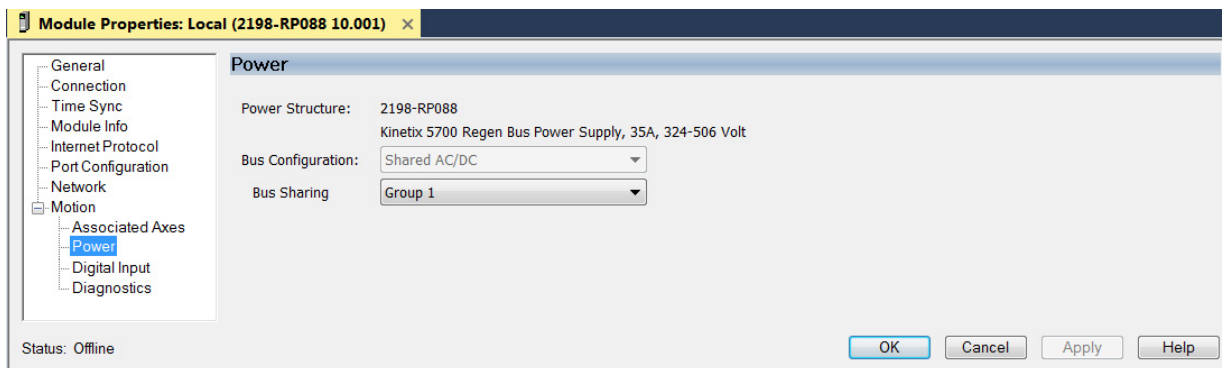 Module Properties: Local (2198-RP088 10.001) ×
General
Connection
Time Sync
Module Info
Internet Protocol
Port Configuration
Network
Motion
Associated Axes
Power
Digital Input
Diagnostics
Power
Power Structure: 2198-RP088
Kinetix 5700 Regen Bus Power Supply, 35A, 324-506 Volt
Bus Configuration: Shared AC/DC
Bus Sharing Group 1
Status: Offline
OK Cancel Apply Help